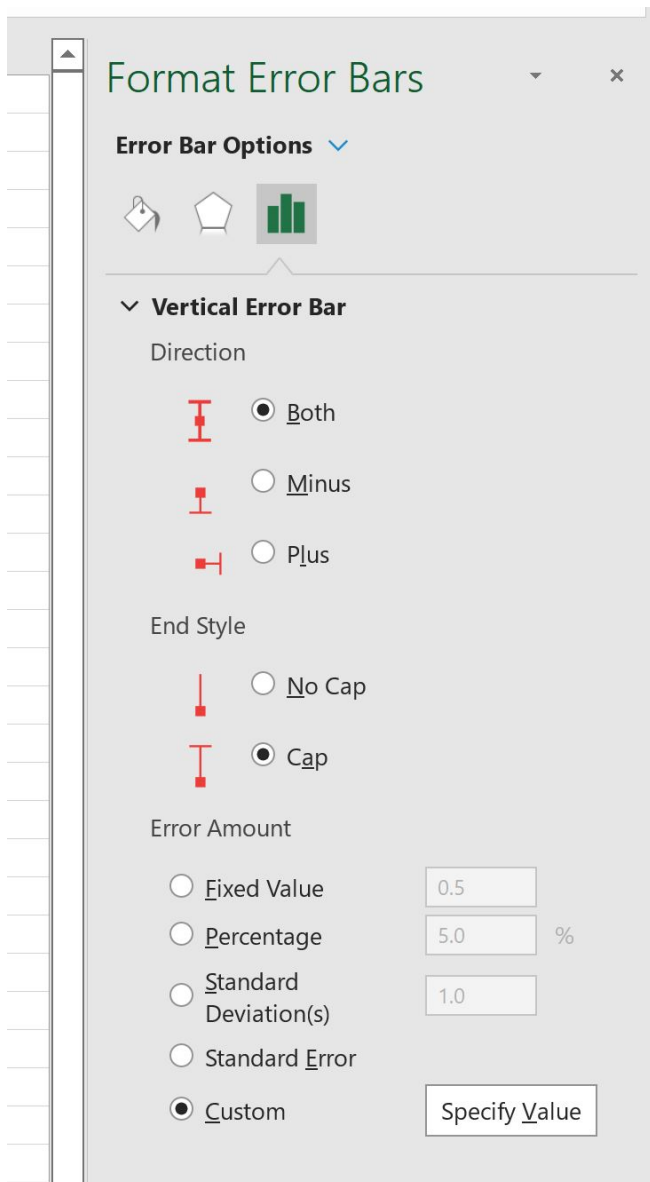 Format Error Bars
Error Bar Options
Vertical Error Bar
Direction
Both
Minus
Plus
End Style
No Cap
Cap
Error Amount
Fixed Value 0.5
Percentage 5.0 %
Standard
Deviation(s) 1.0
Standard Error
Custom Specify Value